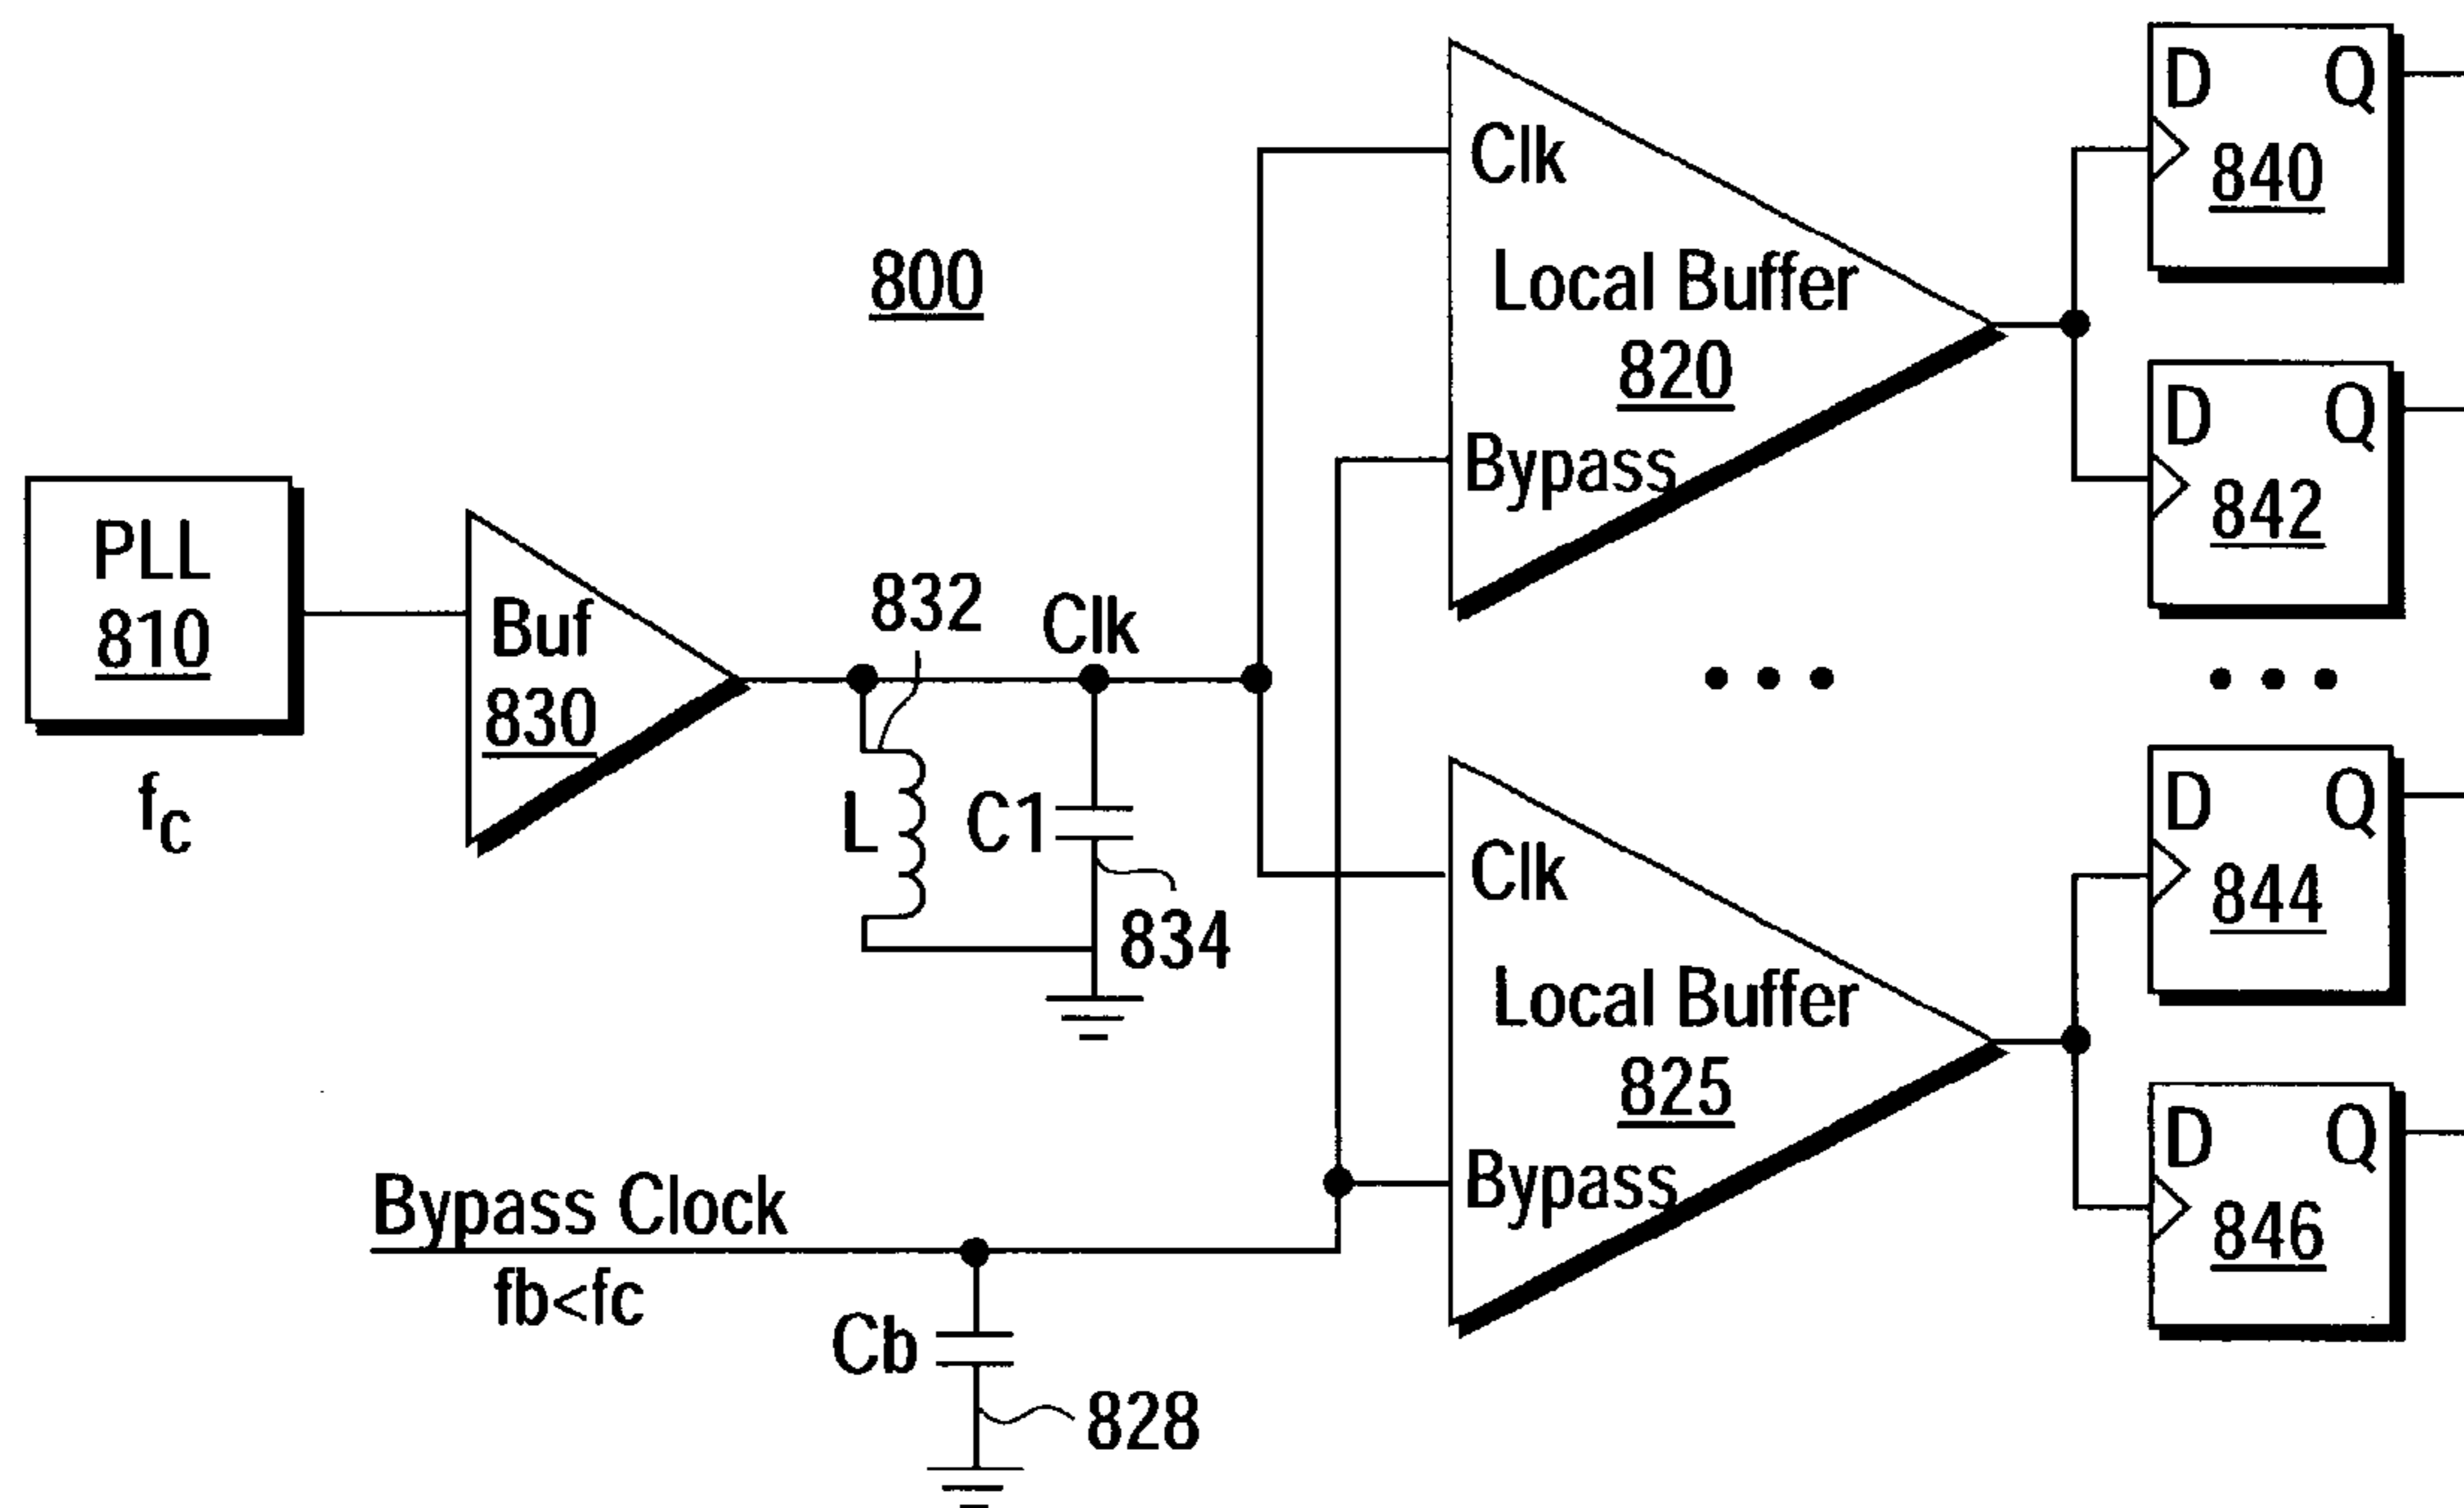 800
PLL
810
fc
Buf
830
832
Clk
L
C1
834
Bypass Clock
fb<fc
Cb
828
Clk
Local Buffer
820
Bypass
Clk
Local Buffer
825
Bypass
D Q
840
D Q
842
D Q
844
D Q
846